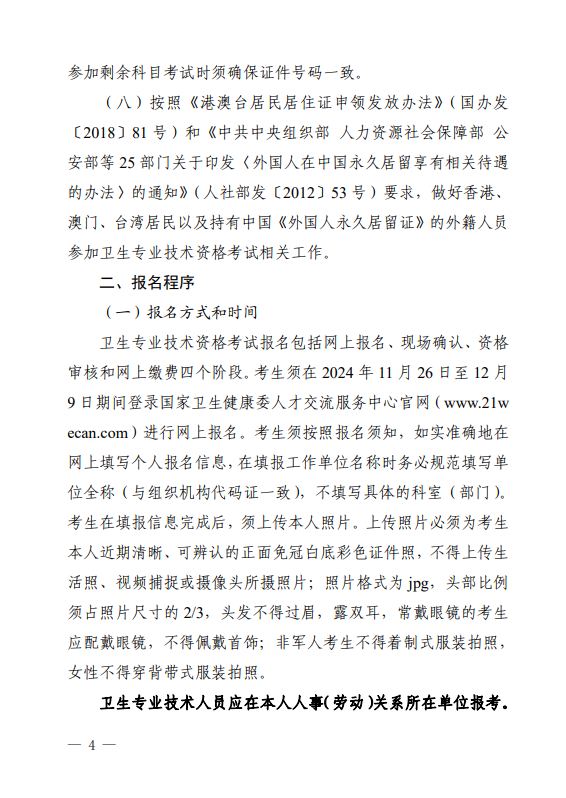 参加剩余科目考试时须确保证件号码一致。
（八）按照《港澳台居民居住证申领发放办法》（国办发
〔2018〕81 号）和《中共中央组织部 人力资源社会保障部 公
安部等 25 部门关于印发〈外国人在中国永久居留享有相关待遇
的办法〉的通知》（人社部发〔2012〕53 号）要求，做好香港、
澳门、台湾居民以及持有中国《外国人永久居留证》的外籍人员
参加卫生专业技术资格考试相关工作。
二、报名程序
（一）报名方式和时间
卫生专业技术资格考试报名包括网上报名、现场确认、资格
审核和网上缴费四个阶段。考生须在 2024 年 11 月 26 日至 12 月
9 日期间登录国家卫生健康委人才交流服务中心官网（www.21w
ecan.com）进行网上报名。考生须按照报名须知，如实准确地在
网上填写个人报名信息，在填报工作单位名称时务必规范填写单
位全称（与组织机构代码证一致），不填写具体的科室（部门）。
考生在填报信息完成后，须上传本人照片。上传照片必须为考生
本人近期清晰、可辨认的正面免冠白底彩色证件照，不得上传生
活照、视频捕捉或摄像头所摄照片；照片格式为 jpg，头部比例
须占照片尺寸的 2/3，头发不得过眉，露双耳，常戴眼镜的考生
应配戴眼镜，不得佩戴首饰；非军人考生不得着制式服装拍照，
女性不得穿背带式服装拍照。
卫生专业技术人员应在本人人事（劳动）关系所在单位报考。
— 4 —